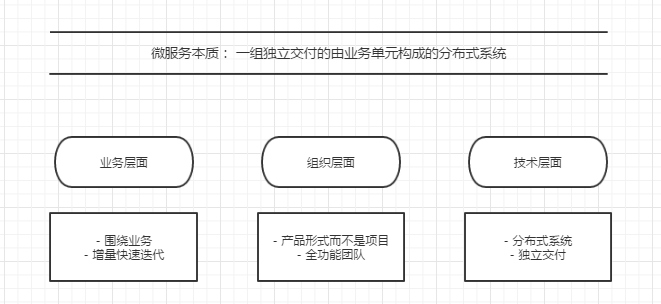 微服务本质： 一组独立交付的由业务单元构成的分布式系统
业务层面
组织层面
技术层面
- 围绕业务
- 增量快速迭代
- 产品形式而不是项目
- 全功能团队
- 分布式系统
- 独立交付